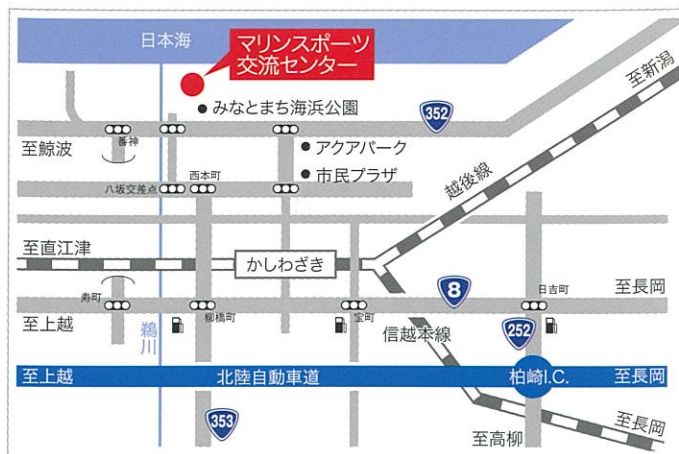 日本海
マリンスポーツ
交流センター
至新潟
みなとまち海浜公園
352
番神
至鯨波
アクアパーク
西本町
八坂交差点
市民プラザ
越後線
至直江津
かしわざき
8
日吉町
至長岡
寿町
柳橋町
宝町
至上越
鵜川
信越本線
252
至上越
北陸自動車道
柏崎I.C.
至長岡
353
至高柳
至長岡